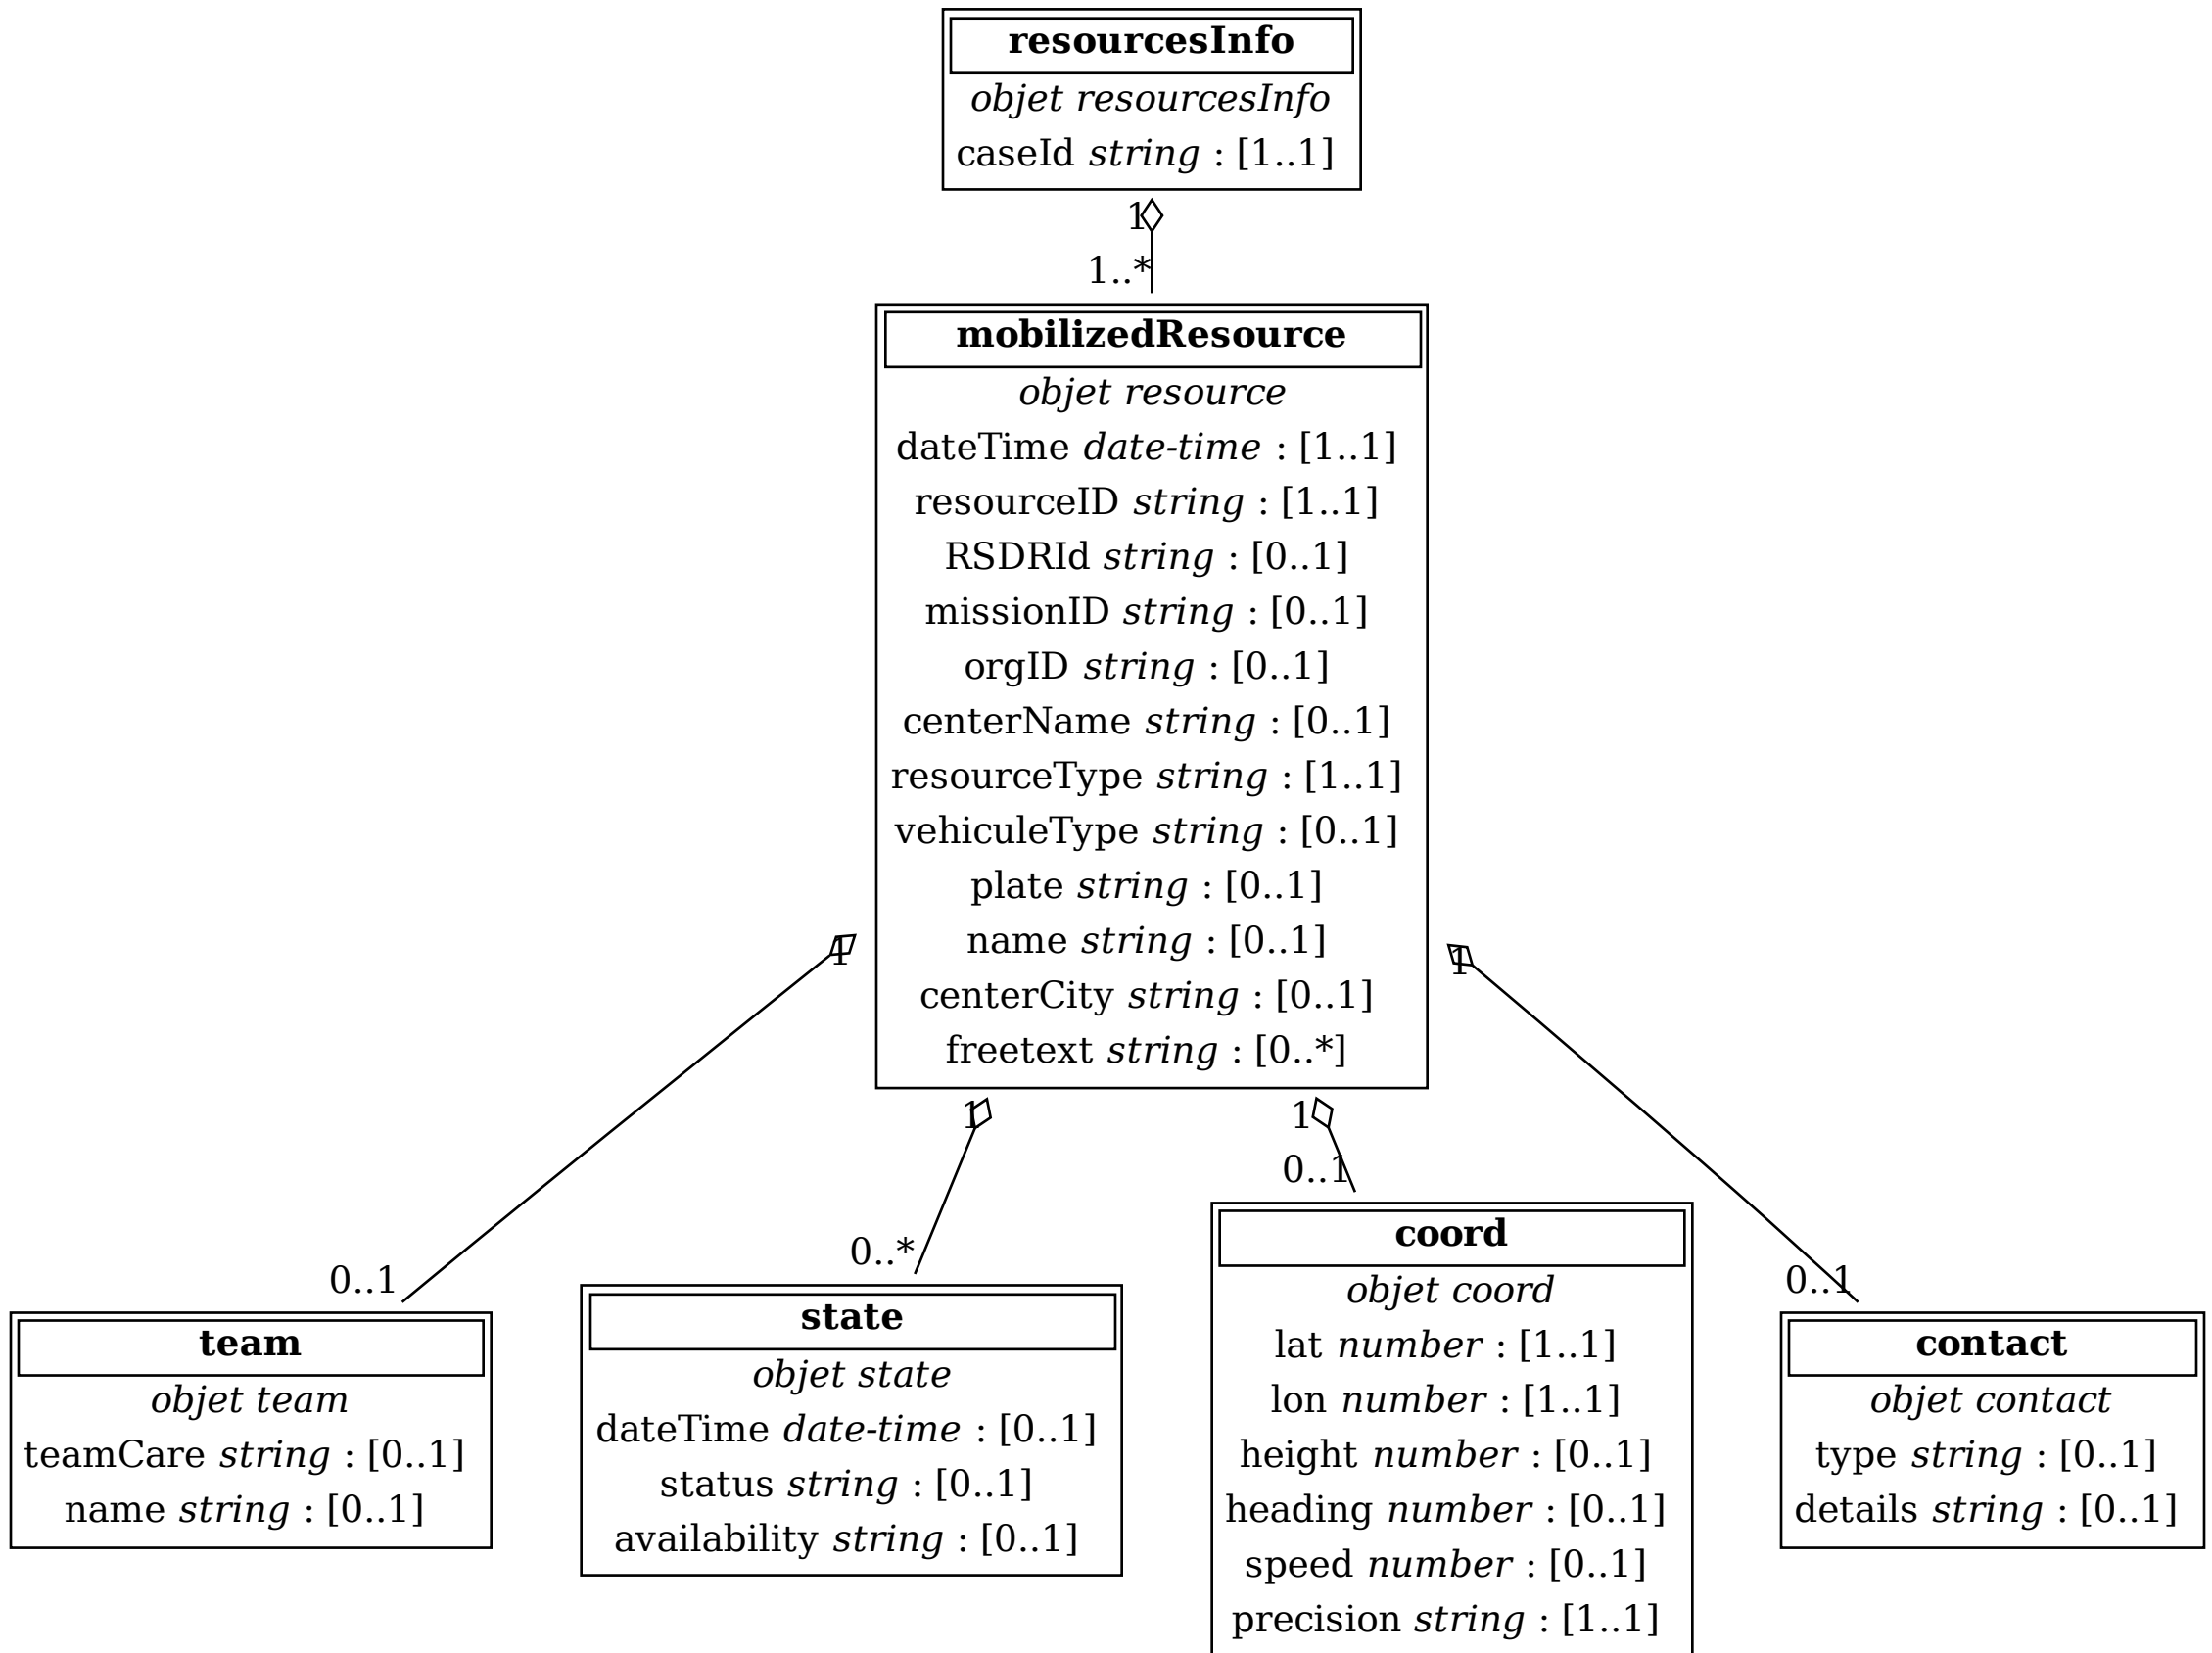 resourcesInfo
objet resourcesInfo
caseId string : [1..1]
1
1..*
mobilizedResource
objet resource
dateTime date-time : [1..1]
resourceID string : [1..1]
RSDRId string : [0..1]
missionID string : [0..1]
orgID string : [0..1]
centerName string : [0..1]
resourceType string : [1..1]
vehiculeType string : [0..1]
plate string : [0..1]
name string : [0..1]
centerCity string : [0..1]
freetext string : [0..*]
1
1
1
1
0..1
0..*
0..1
0..1
team
objet team
teamCare string : [0..1]
name string : [0..1]
state
objet state
dateTime date-time : [0..1]
status string : [0..1]
availability string : [0..1]
coord
objet coord
lat number : [1..1]
lon number : [1..1]
height number : [0..1]
heading number : [0..1]
speed number : [0..1]
precision string : [1..1]
contact
objet contact
type string : [0..1]
details string : [0..1]